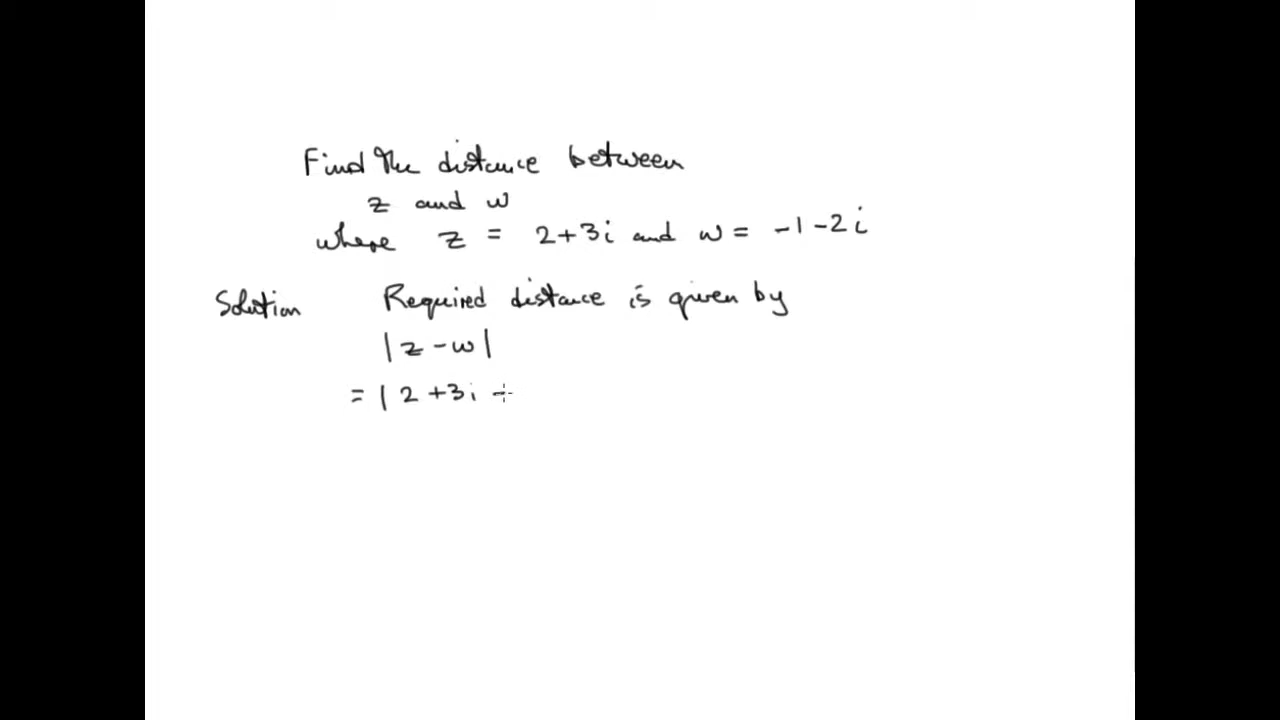 Find the distance between
z and w
where z = 2+3i and w = -1-2i
Solution Required distance is given by
|z-w|
= |2+3i -